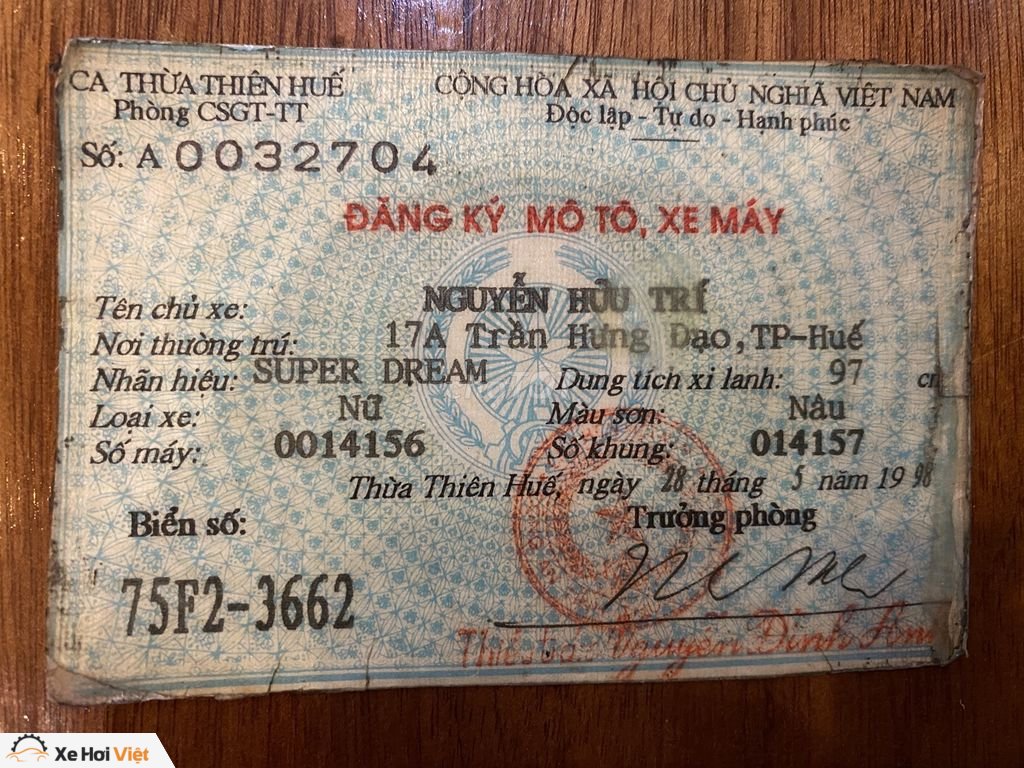 CA THỪA THIÊN HUẾ
Phòng CSGT-TT
CỘNG HÒA XÃ HỘI CHỦ NGHĨA VIỆT NAM
Độc lập - Tự do - Hạnh phúc
Số: A 0032704
ĐĂNG KÝ MÔ TÔ, XE MÁY
Tên chủ xe: NGUYỄN HỮU TRÍ
Nơi thường trú: 17A Trần Hưng Đạo,TP-Huế
Nhãn hiệu: SUPER DREAM Dung tích xi lanh: 97
Loại xe: Nữ Màu sơn: Nâu
Số máy: 0014156 Số khung: 014157
Thừa Thiên Huế, ngày 28 tháng 5 năm 1998
Biển số: Trưởng phòng
75F2-3662
Nguyễn Đình
Xe Hơi Việt